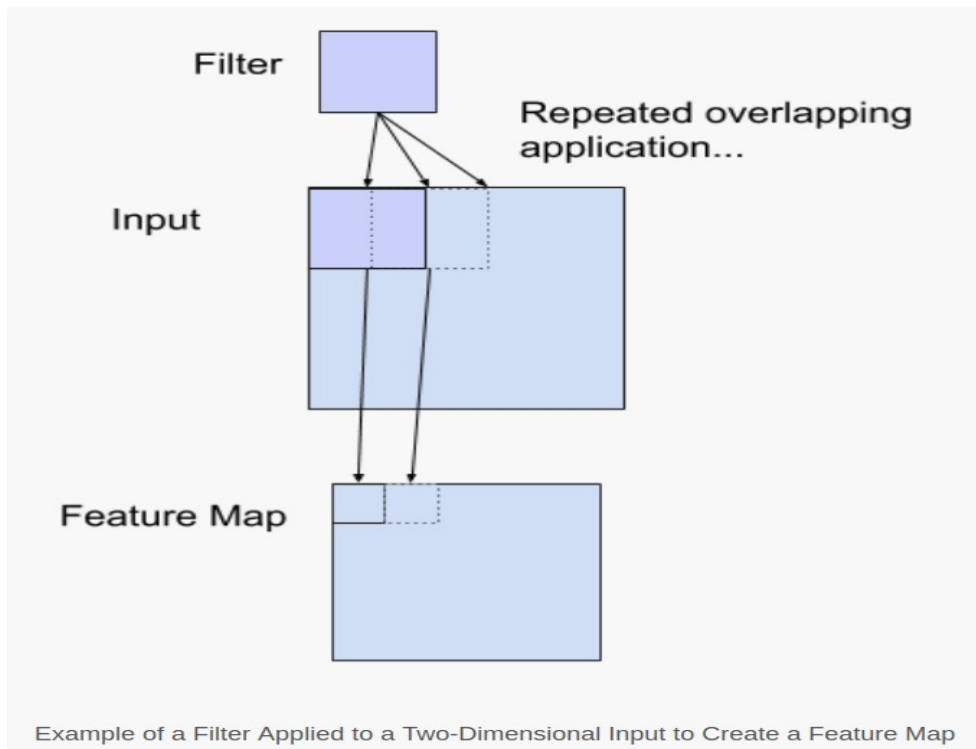 Filter
Repeated overlapping
application...
Input
Feature Map
Example of a Filter Applied to a Two-Dimensional Input to Create a Feature Map